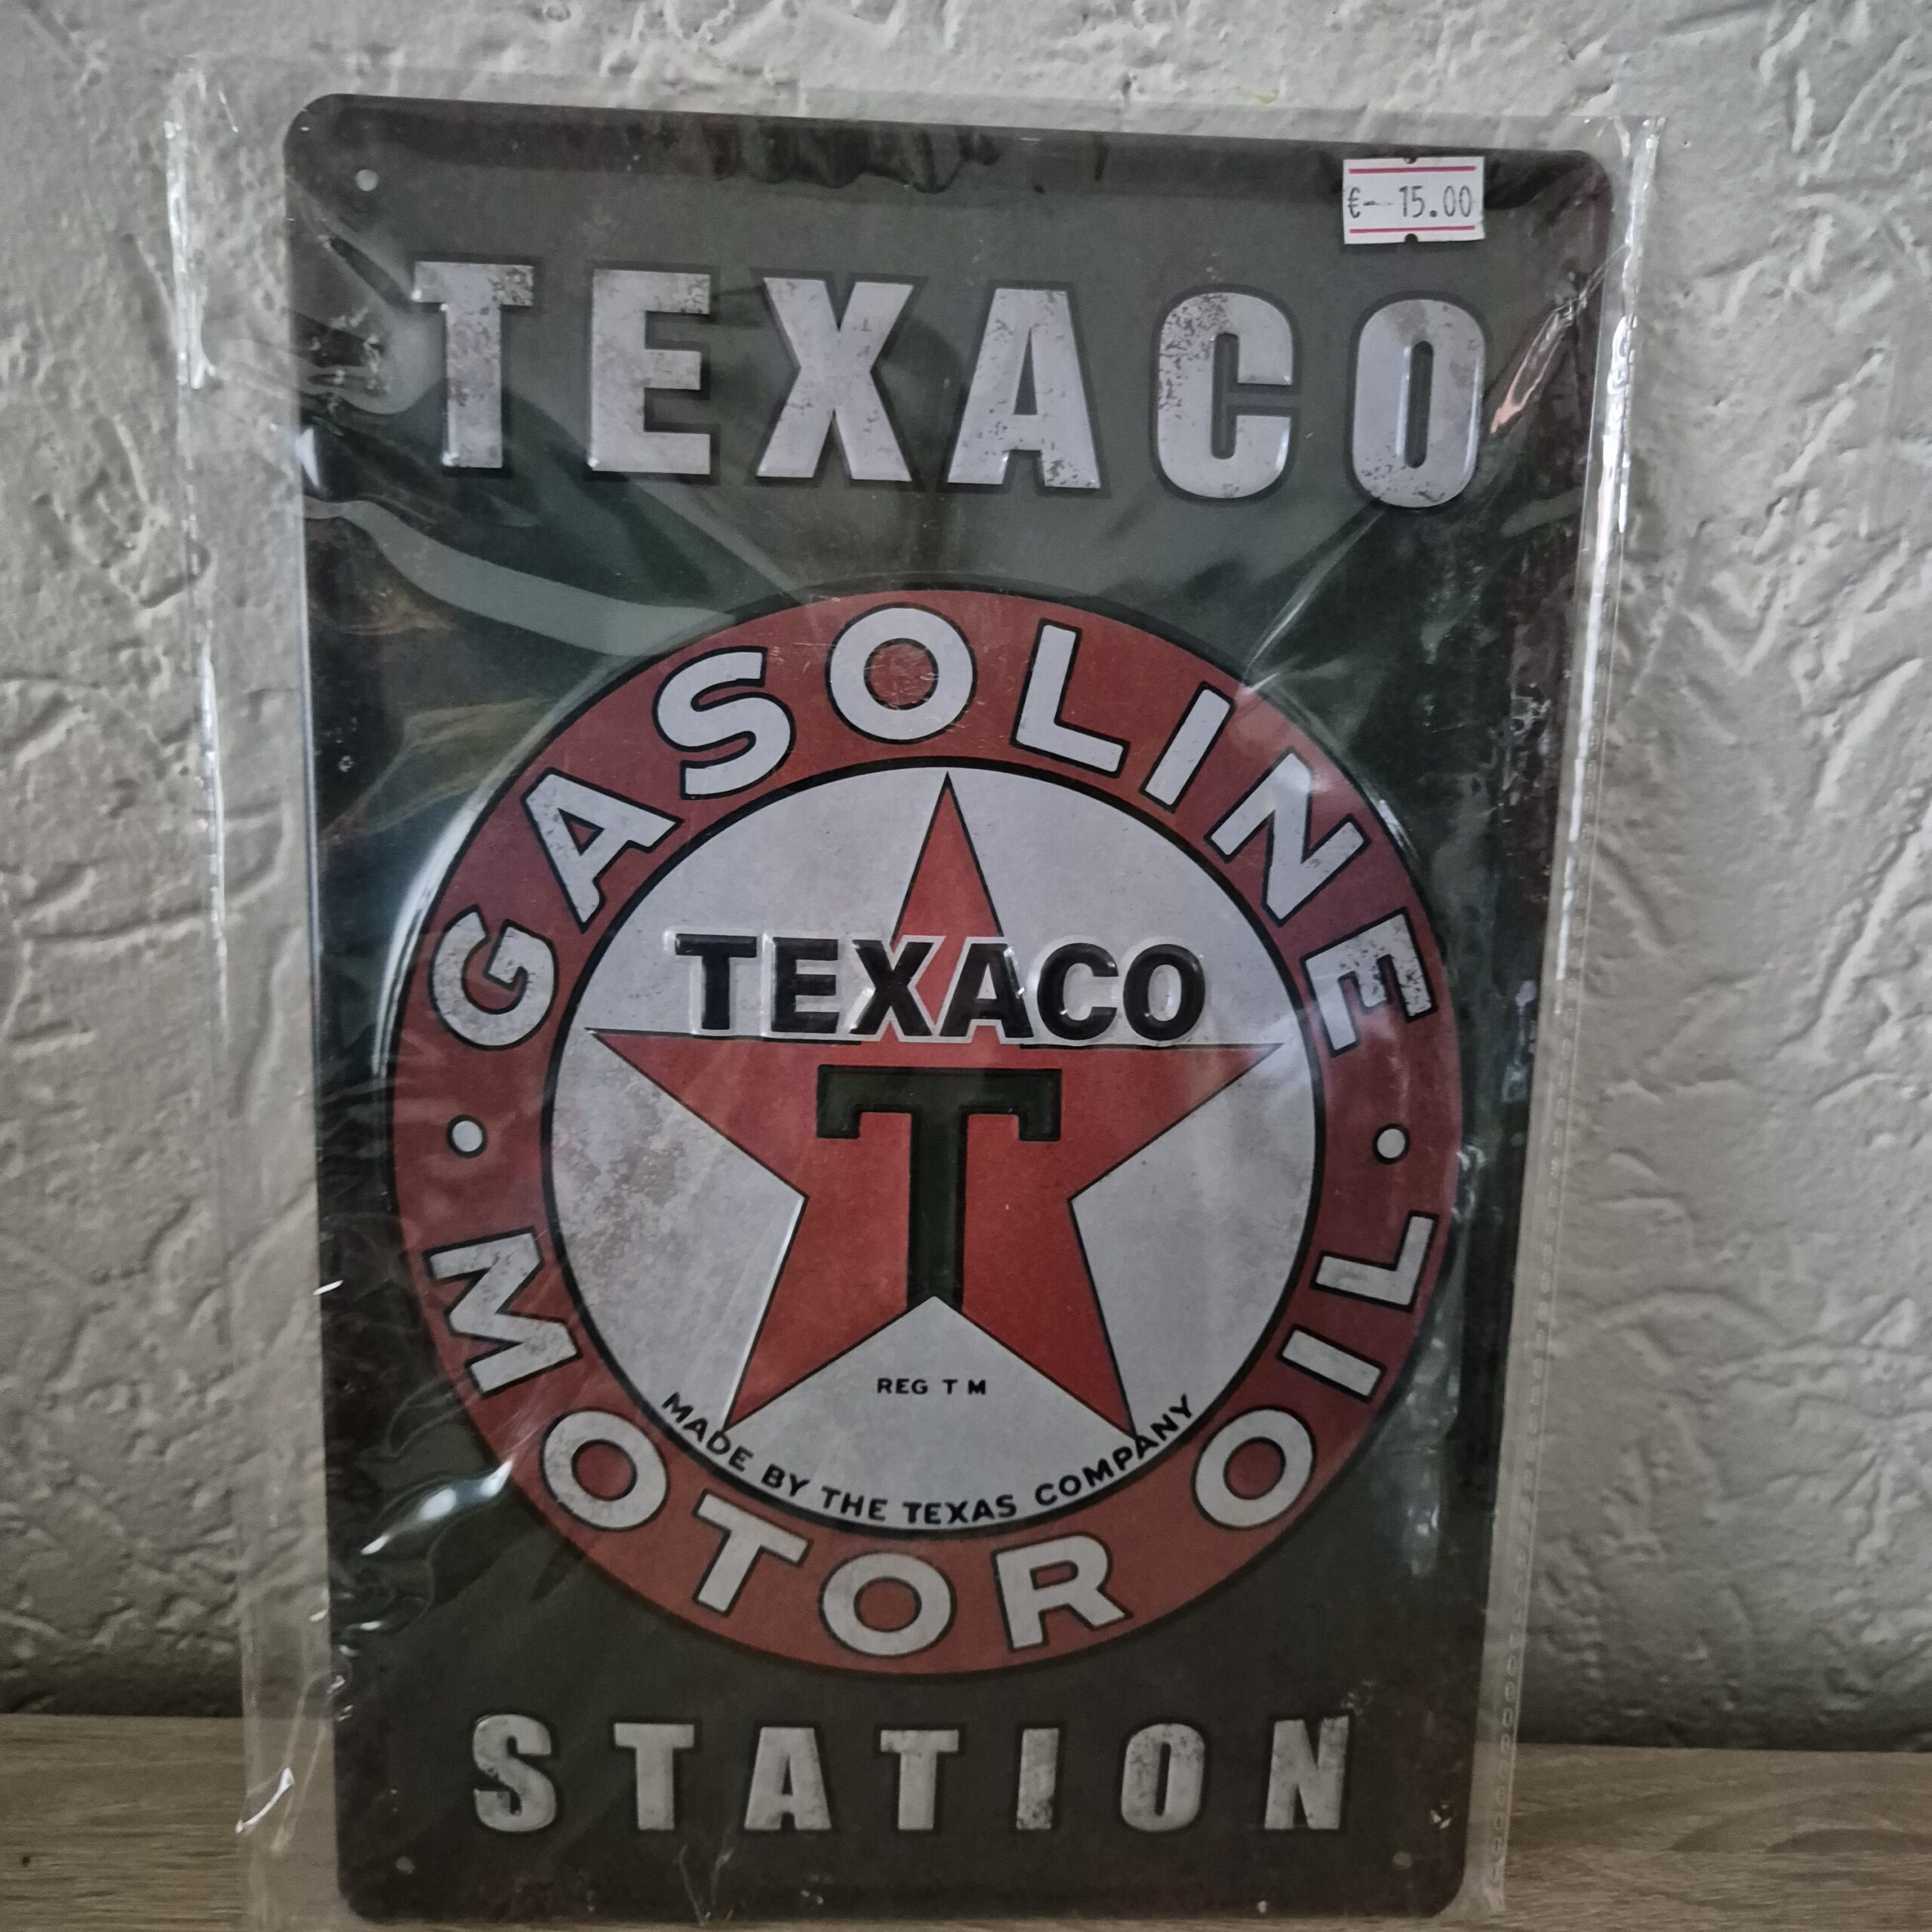 €- 15.00
TEXACO
GASOLINE
TEXACO
T
REG T M
MADE BY THE TEXAS COMPANY
MOTOR OIL
STATION